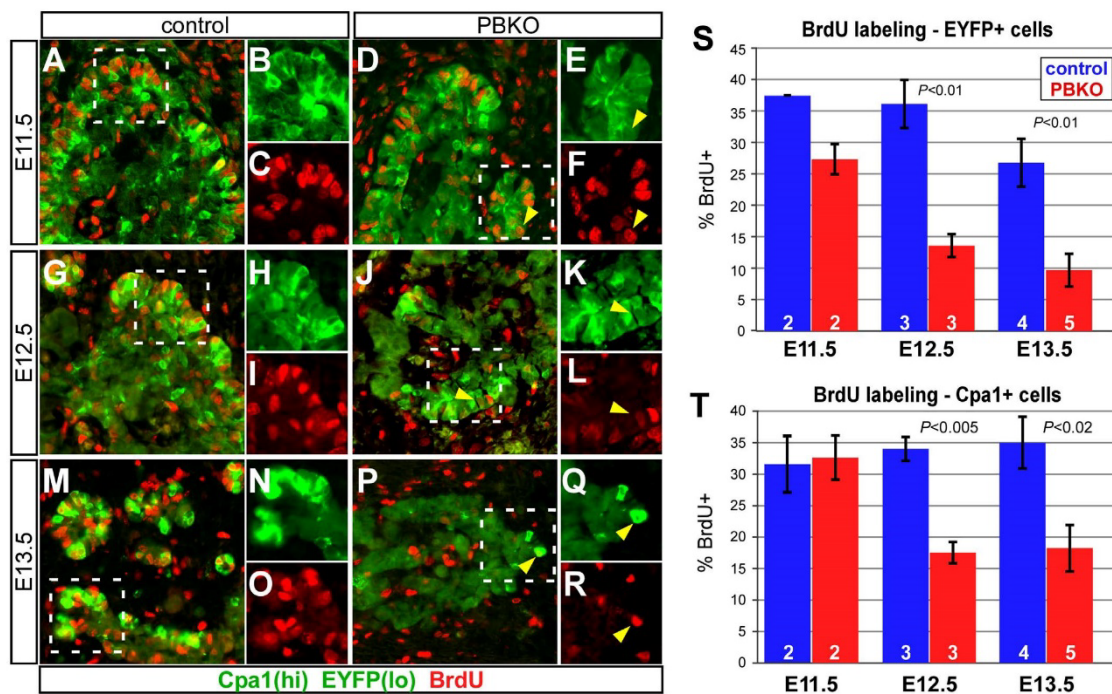 control PBKO
E11.5
A B D E
C F
E12.5
G H J K
I L
E13.5
M N P Q
O R
Cpa1(hi) EYFP(lo) BrdU
S BrdU labeling - EYFP+ cells
control
PBKO
P<0.01
P<0.01
% BrdU+
45
40
35
30
25
20
15
10
5
0
2 2 3 3 4 5
E11.5 E12.5 E13.5
T BrdU labeling - Cpa1+ cells
P<0.005 P<0.02
% BrdU+
40
35
30
25
20
15
10
5
0
2 2 3 3 4 5
E11.5 E12.5 E13.5